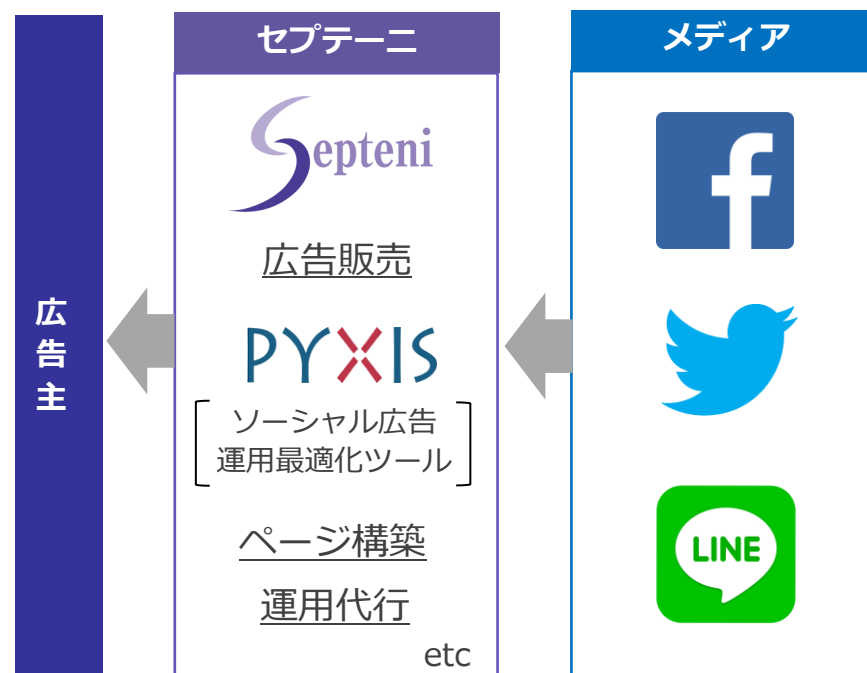 広告主
セプテーニ
Septeni
広告販売
PYXIS
ソーシャル広告
運用最適化ツール
ページ構築
運用代行
etc
メディア
f
LINE